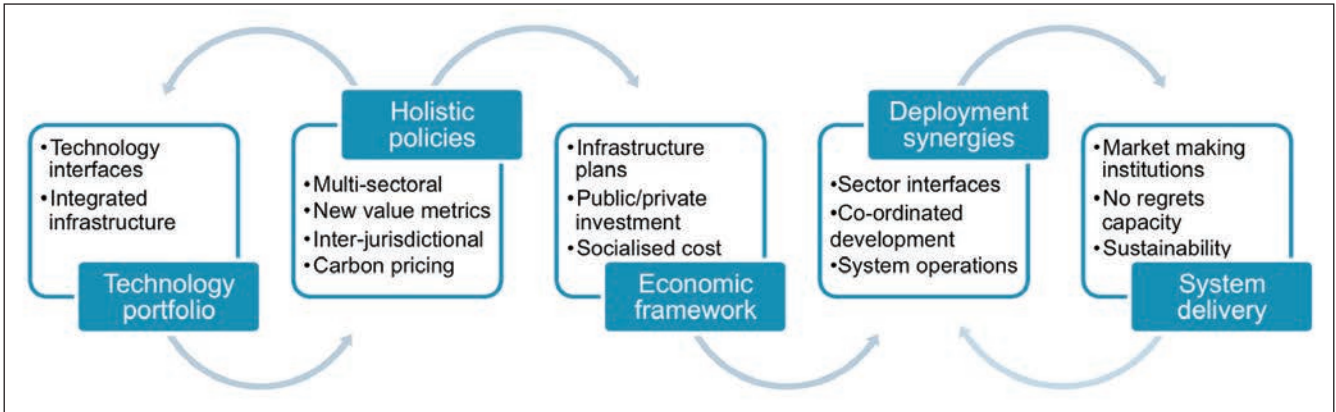 •Technology
interfaces
•Integrated
infrastructure
Technology
portfolio
Holistic
policies
•Multi-sectoral
•New value metrics
•Inter-jurisdictional
•Carbon pricing
•Infrastructure
plans
•Public/private
investment
•Socialised cost
Economic
framework
Deployment
synergies
•Sector interfaces
•Co-ordinated
development
•System operations
•Market making
institutions
•No regrets
capacity
•Sustainability
System
delivery